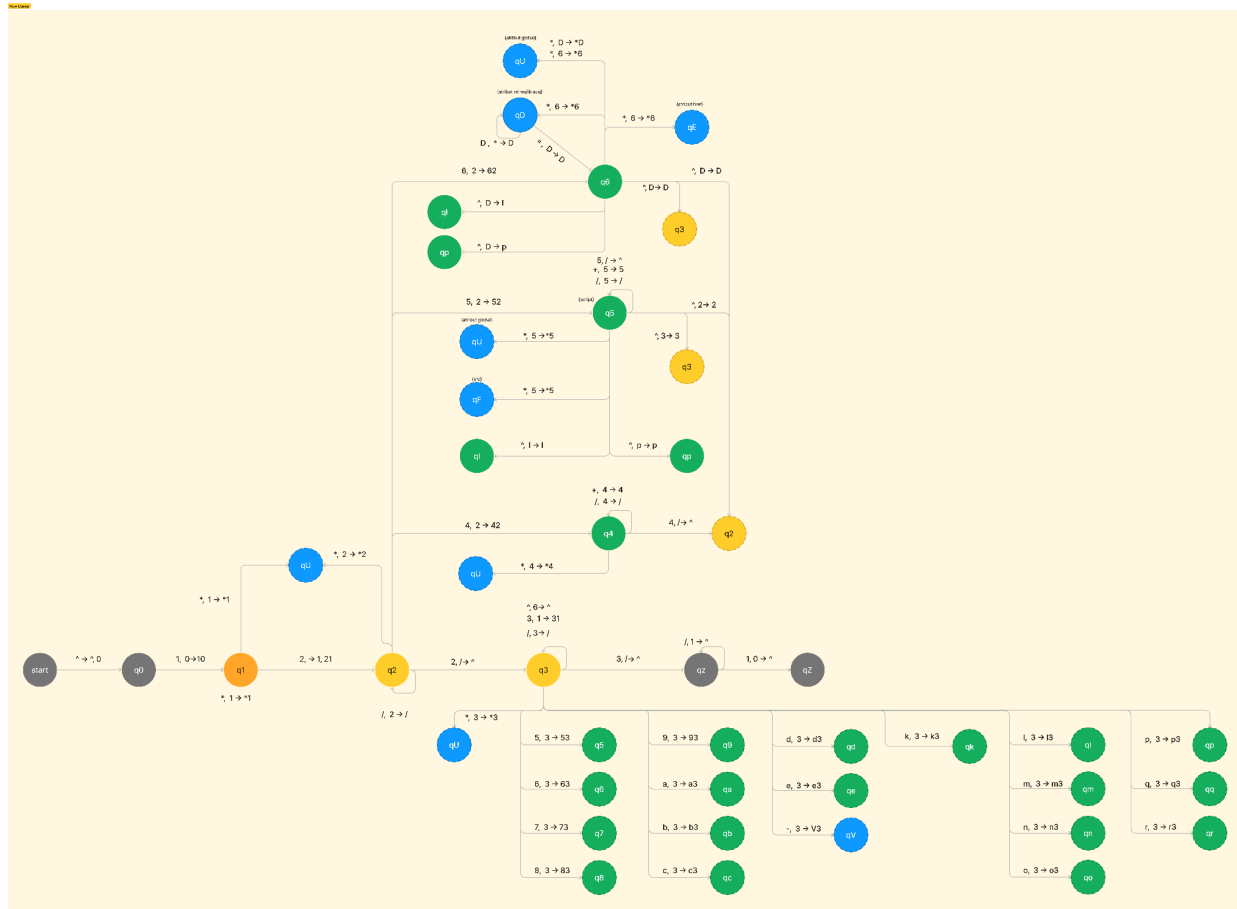 (atribut global)
*, D → *D
*, 6 → *6
qU
qD
*, 6 → *6
(atribut href)
*, 6 → *6
qE
D , * → D
*, D → D
6, 2 → 62
q6
^, D → D
^, D → D
ql
^, D → l
q3
qp
^, D → p
5, / → ^
+, 5 → 5
/, 5 → /
(script)
5, 2 → 52
q5
^, 2 → 2
(atribut global)
qU
*, 5 → *5
^, 3 → 3
q3
(src)
qF
*, 5 → *5
ql
^, l → l
^, p → p
qp
+, 4 → 4
/, 4 → /
4, 2 → 42
q4
4, / → ^
q2
qU
*, 2 → *2
qU
*, 4 → *4
*, 1 → *1
^, 6 → ^
3, 1 → 31
/, 3 → /
/, 1 → ^
start
^ → ^, 0
q0
1, 0 → 10
q1
2, → 1, 21
q2
2, / → ^
q3
3, / → ^
qz
1, 0 → ^
qZ
*, 1 → ^1
/, 2 → /
*, 3 → *3
qU
5, 3 → 53
q5
9, 3 → 93
q9
d, 3 → d3
qd
k, 3 → k3
qk
l, 3 → l3
ql
p, 3 → p3
qp
6, 3 → 63
q6
a, 3 → a3
qa
e, 3 → e3
qe
m, 3 → m3
qm
q, 3 → q3
qq
7, 3 → 73
q7
b, 3 → b3
qb
-, 3 → V3
qV
n, 3 → n3
qn
r, 3 → r3
qr
8, 3 → 83
q8
c, 3 → c3
qc
o, 3 → o3
qo